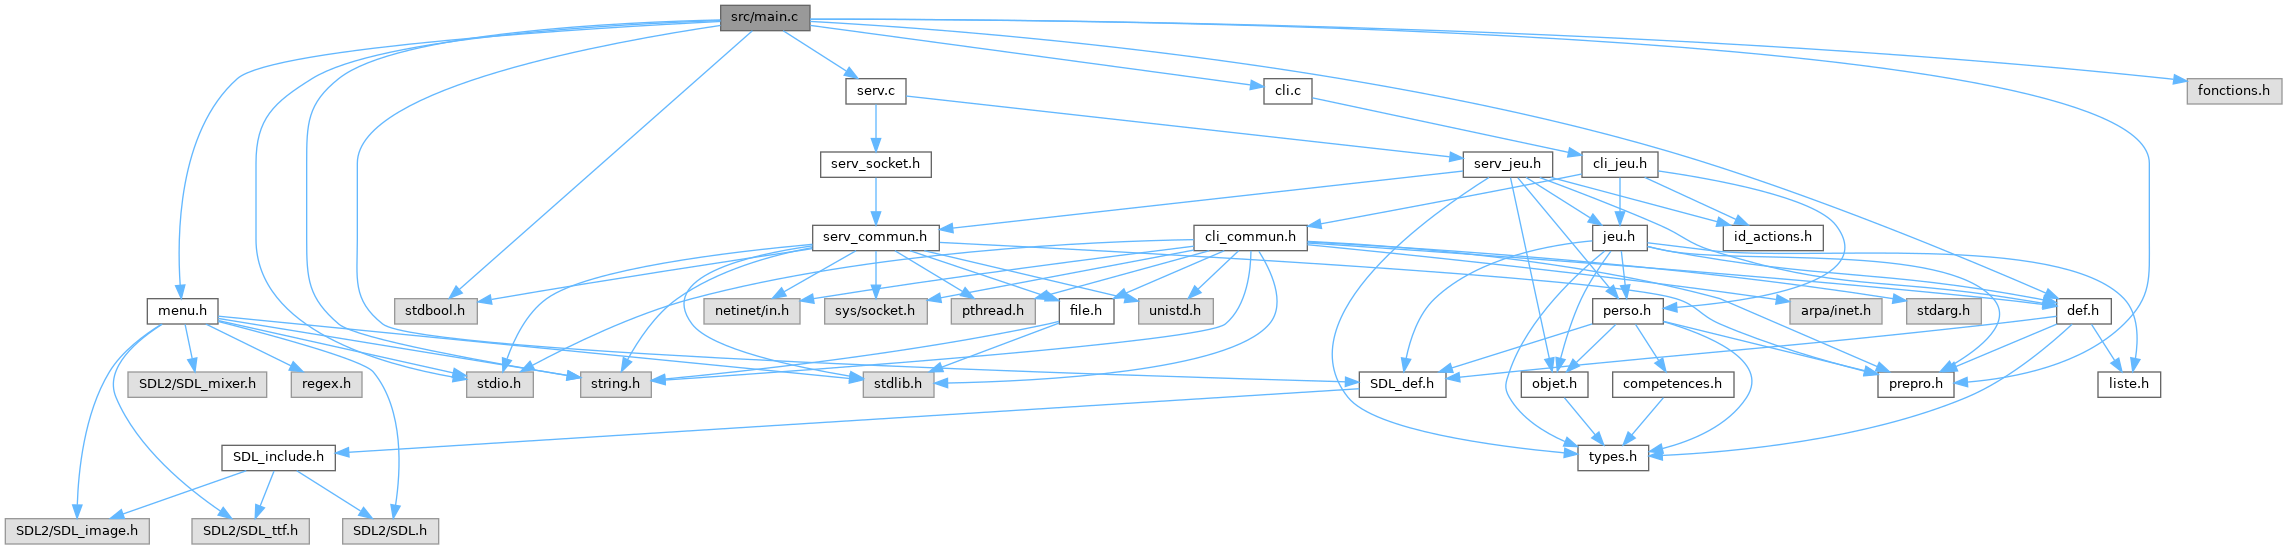 src/main.c
serv.c
cli.c
fonctions.h
serv_socket.h
serv_jeu.h
cli_jeu.h
serv_commun.h
cli_commun.h
jeu.h
id_actions.h
menu.h
stdbool.h
netinet/in.h
sys/socket.h
pthread.h
file.h
unistd.h
perso.h
arpa/inet.h
stdarg.h
def.h
SDL2/SDL_mixer.h
regex.h
stdio.h
string.h
stdlib.h
SDL_def.h
objet.h
competences.h
prepro.h
liste.h
SDL_include.h
types.h
SDL2/SDL_image.h
SDL2/SDL_ttf.h
SDL2/SDL.h